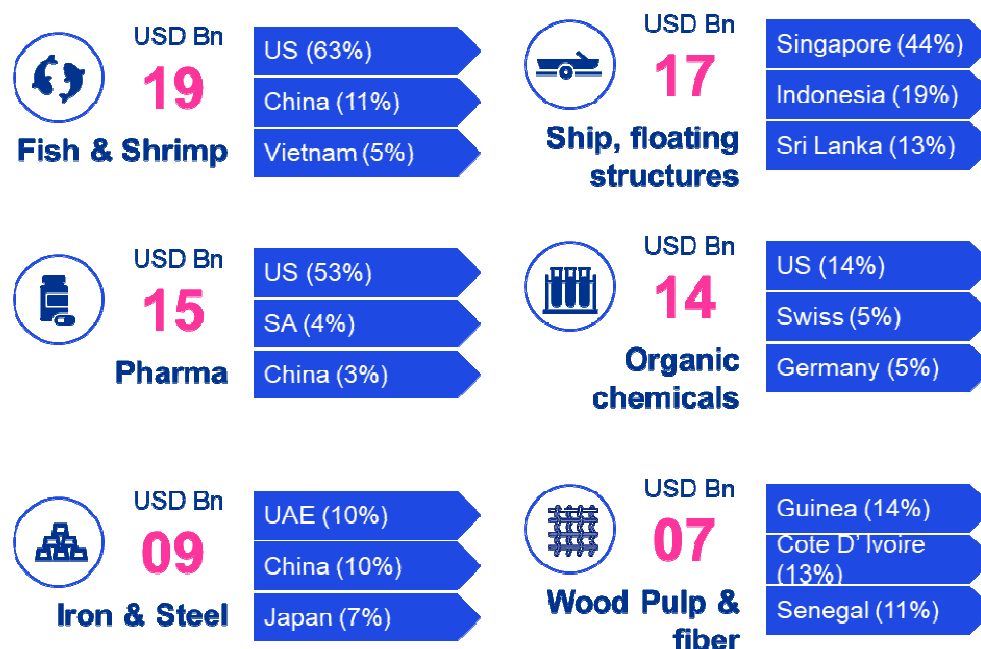 USD Bn
19
Fish & Shrimp
US (63%)
China (11%)
Vietnam (5%)
USD Bn
17
Ship, floating
structures
Singapore (44%)
Indonesia (19%)
Sri Lanka (13%)
USD Bn
15
Pharma
US (53%)
SA (4%)
China (3%)
USD Bn
14
Organic
chemicals
US (14%)
Swiss (5%)
Germany (5%)
USD Bn
09
Iron & Steel
UAE (10%)
China (10%)
Japan (7%)
USD Bn
07
Wood Pulp &
fiber
Guinea (14%)
Cote D' Ivoire
(13%)
Senegal (11%)